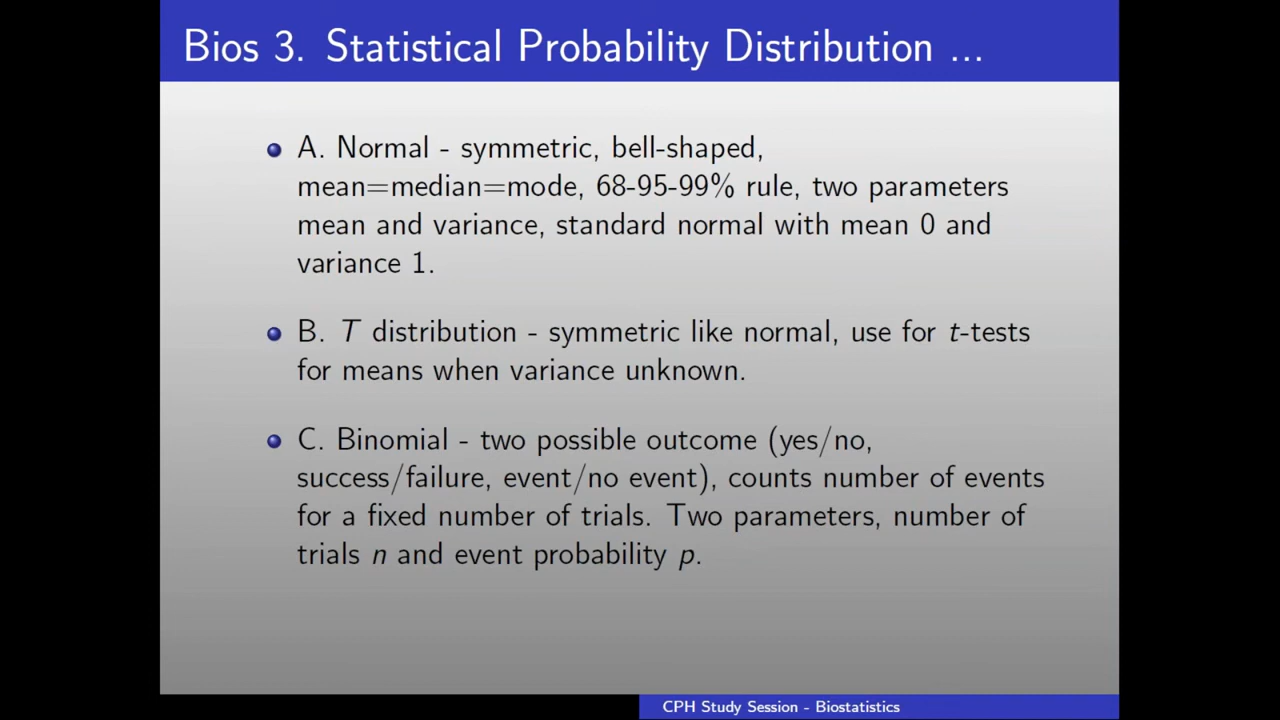 Bios 3. Statistical Probability Distribution ...
A. Normal - symmetric, bell-shaped,
mean=median=mode, 68-95-99% rule, two parameters
mean and variance, standard normal with mean 0 and
variance 1.
B. T distribution - symmetric like normal, use for t-tests
for means when variance unknown.
C. Binomial - two possible outcome (yes/no,
success/failure, event/no event), counts number of events
for a fixed number of trials. Two parameters, number of
trials n and event probability p.
CPH Study Session - Biostatistics